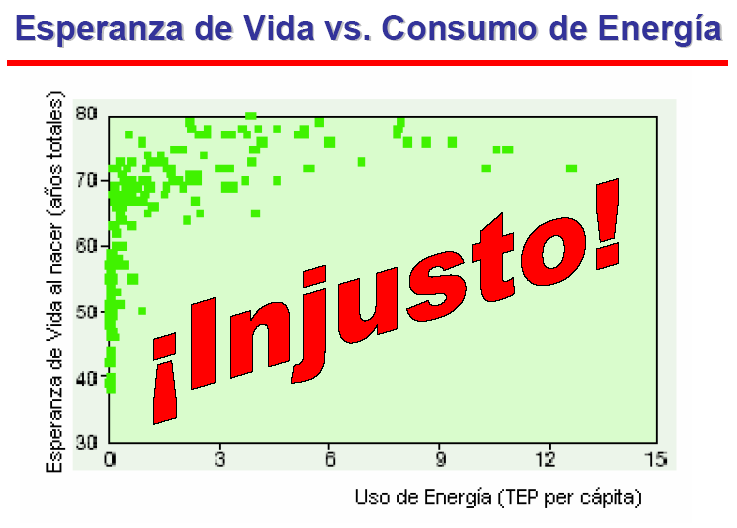 Esperanza de Vida vs. Consumo de Energía
Esperanza de Vida al nacer (años totales)
80
70
60
50
40
30
¡Injusto!
0 3 6 9 12 15
Uso de Energía (TEP per cápita)